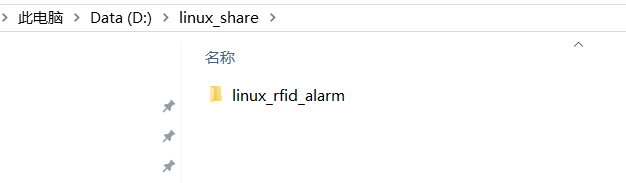 此电脑 > Data (D:) > linux_share >
名称
linux_rfid_alarm